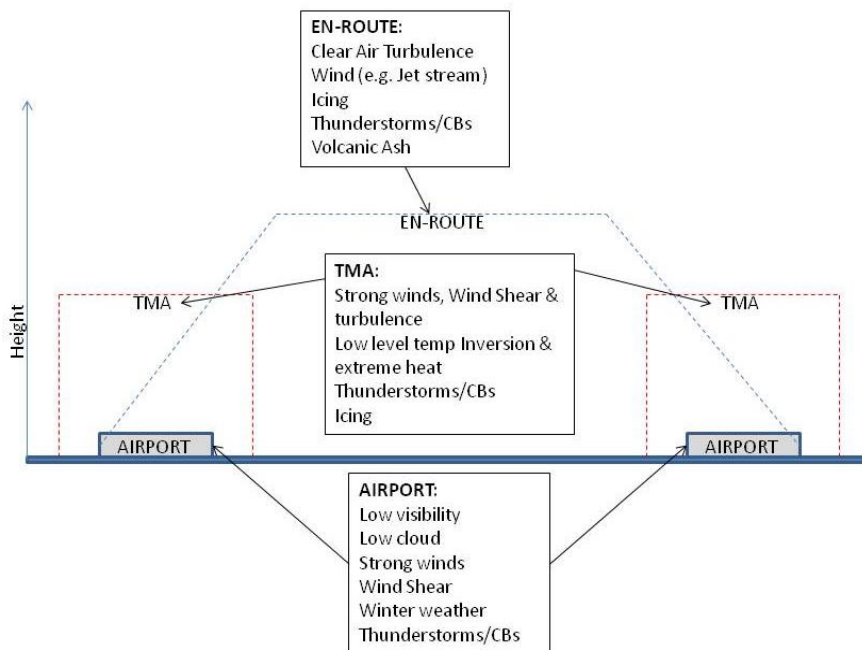 EN-ROUTE:
Clear Air Turbulence
Wind (e.g. Jet stream)
Icing
Thunderstorms/CBs
Volcanic Ash
EN-ROUTE
Height
TMA
TMA:
Strong winds, Wind Shear &
turbulence
Low level temp Inversion &
extreme heat
Thunderstorms/CBs
Icing
TMA
AIRPORT
AIRPORT
AIRPORT:
Low visibility
Low cloud
Strong winds
Wind Shear
Winter weather
Thunderstorms/CBs